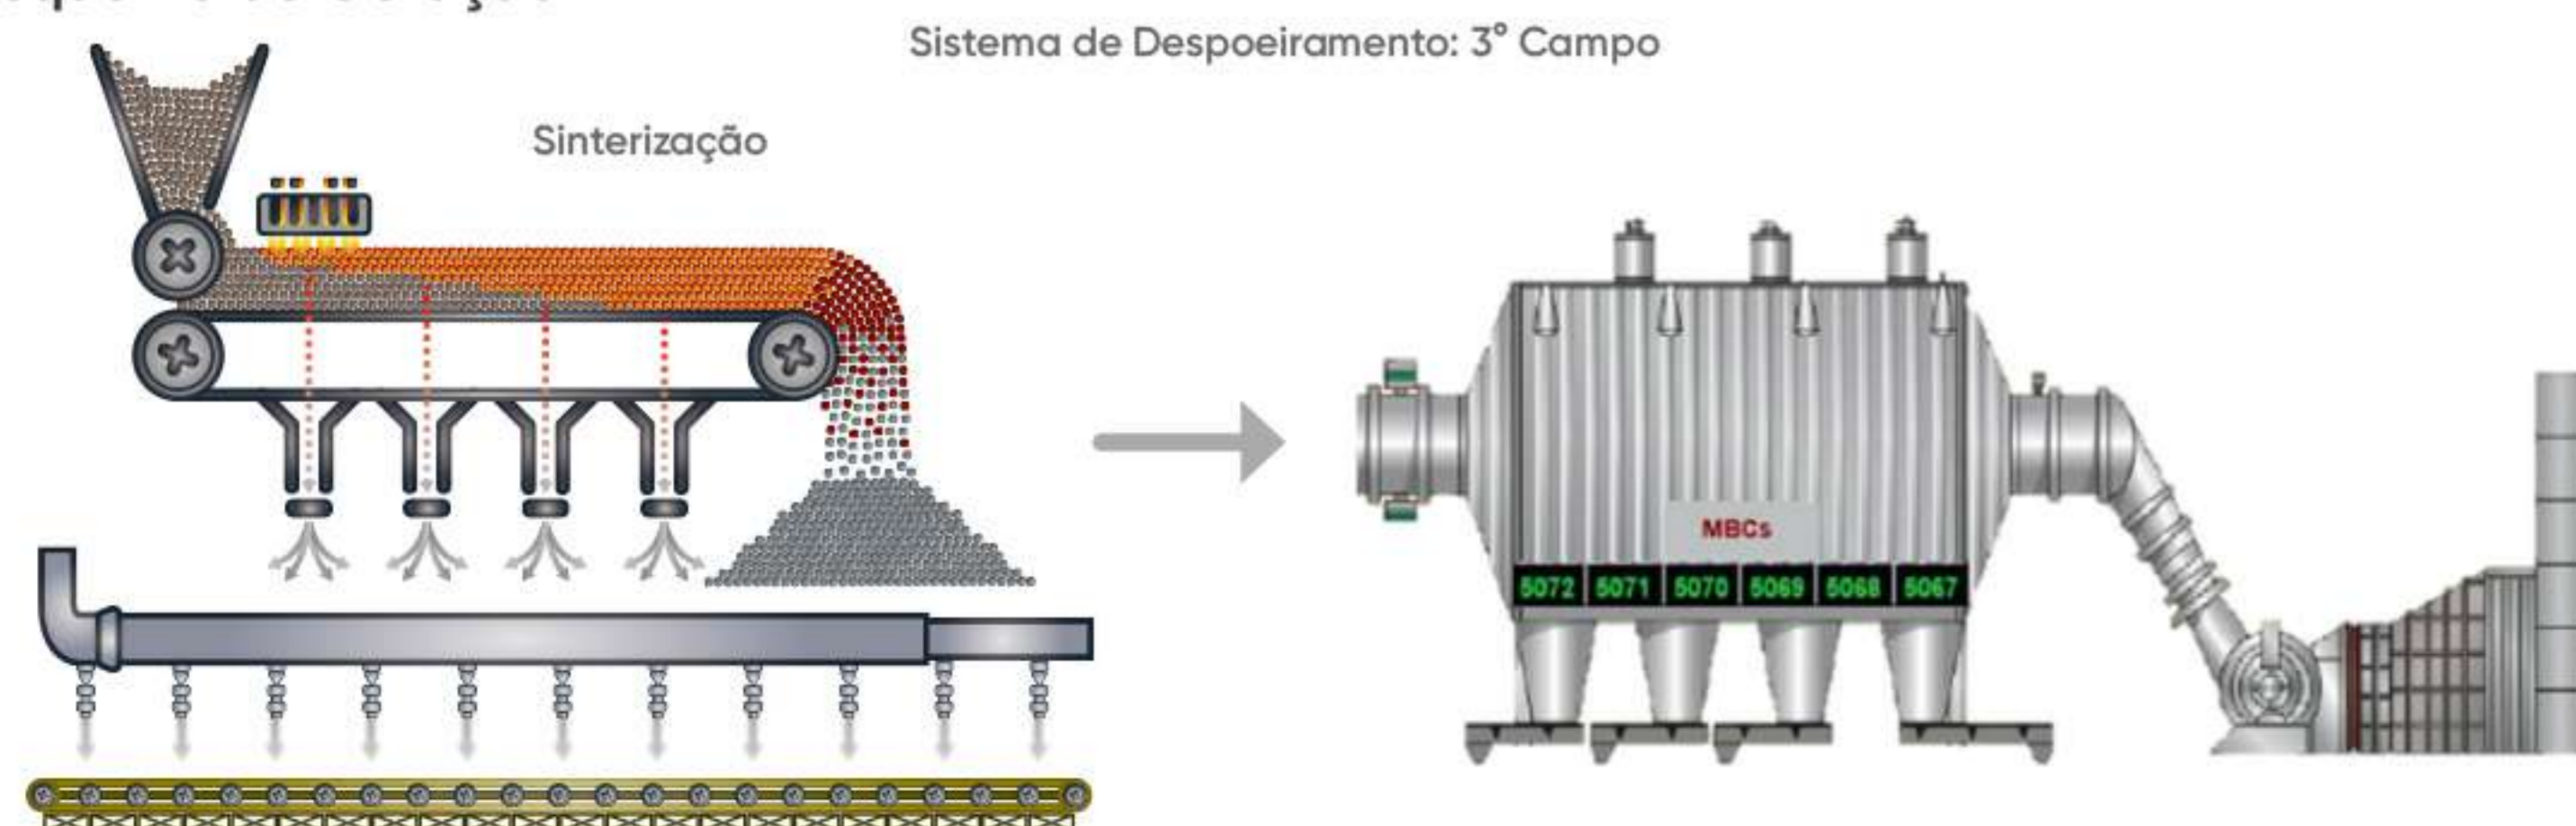 Sistema de Despoeiramento: 3° Campo
Sinterização
MBCs
5072 5071 5070 5069 5068 5067